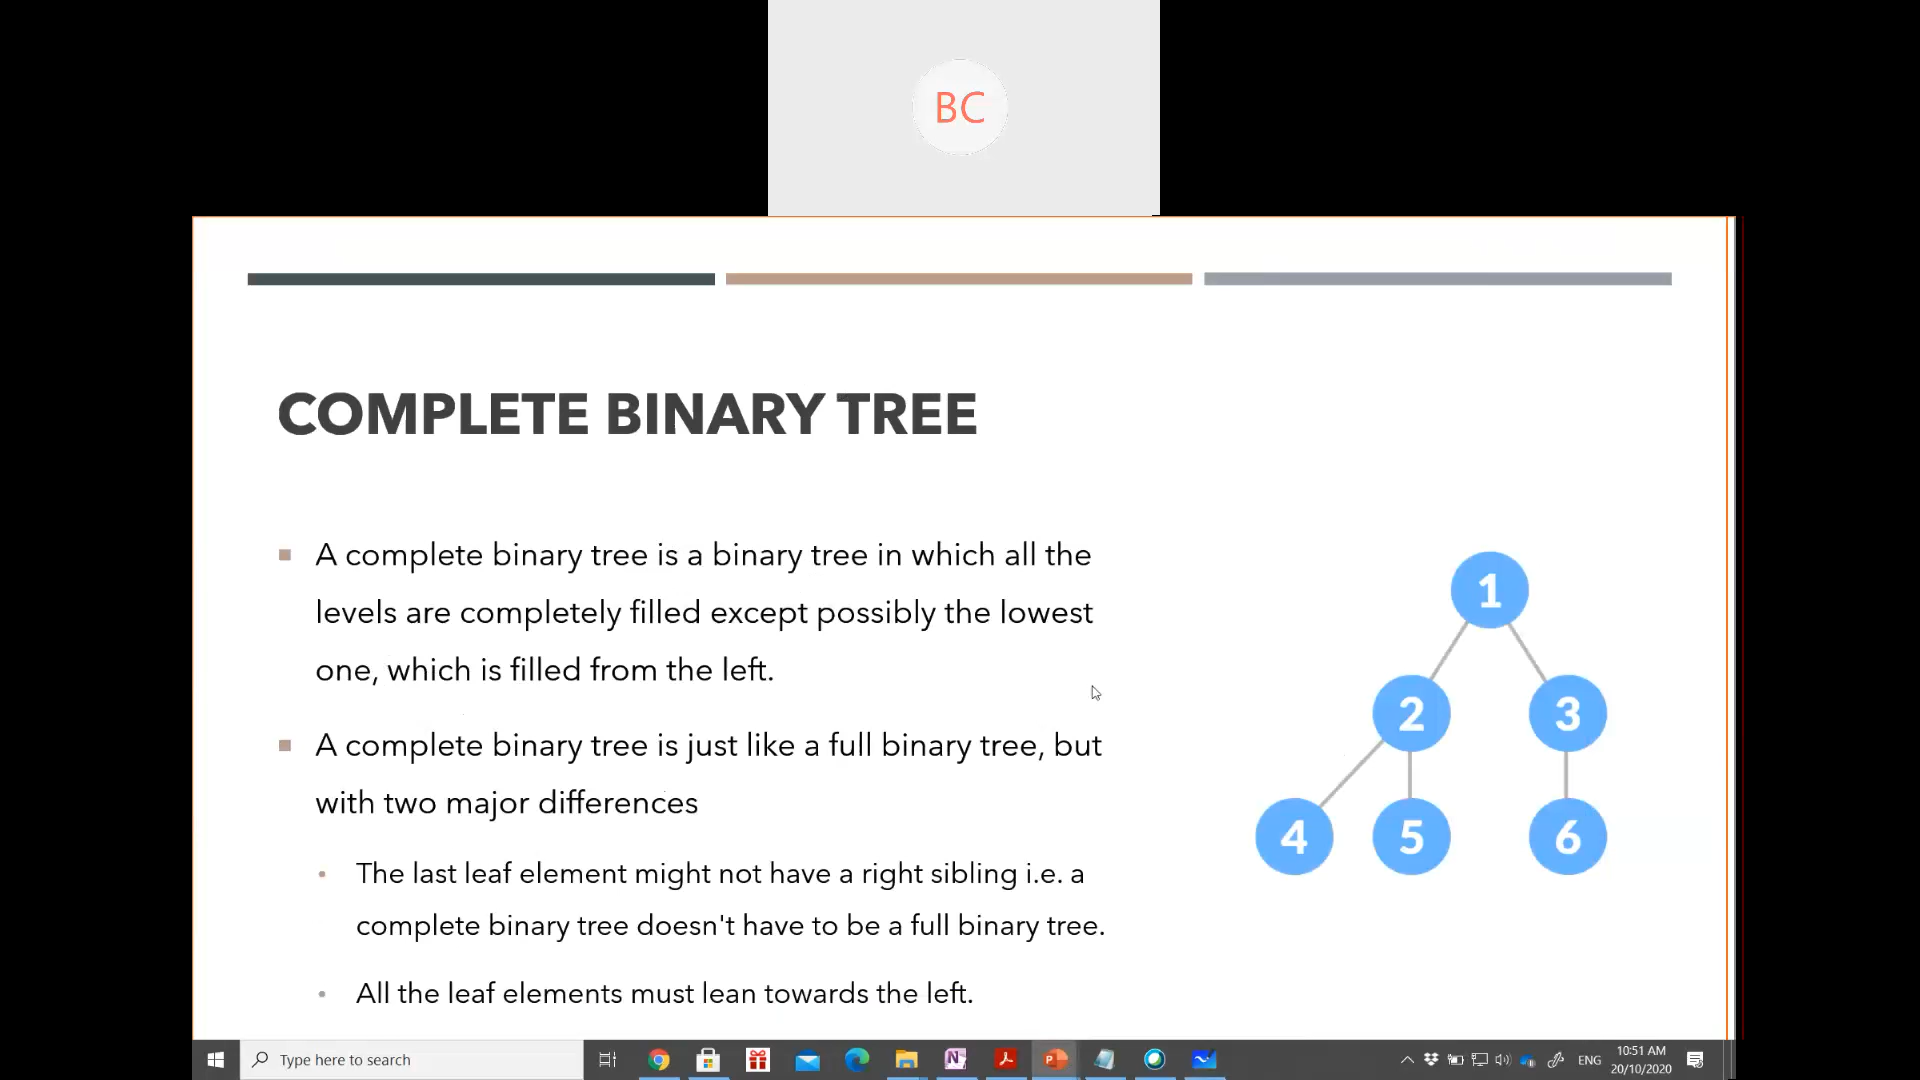 BC
COMPLETE BINARY TREE
A complete binary tree is a binary tree in which all the
levels are completely filled except possibly the lowest
one, which is filled from the left.
A complete binary tree is just like a full binary tree, but
with two major differences
The last leaf element might not have a right sibling i.e. a
complete binary tree doesn't have to be a full binary tree.
All the leaf elements must lean towards the left.
1
2 3
4 5 6
Type here to search
ENG
10:51 AM
20/10/2020